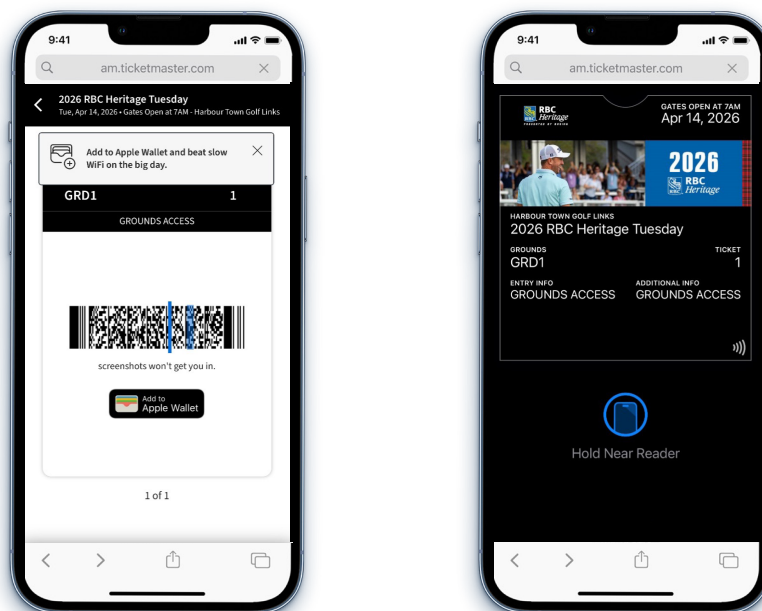 9:41
am.ticketmaster.com
2026 RBC Heritage Tuesday
Tue, Apr 14, 2026 • Gates Open at 7AM - Harbour Town Golf Links
Add to Apple Wallet and beat slow
WiFi on the big day.
GRD1 1
GROUNDS ACCESS
screenshots won't get you in.
Add to
Apple Wallet
1 of 1
9:41
am.ticketmaster.com
RBC
Heritage
GATES OPEN AT 7AM
Apr 14, 2026
2026
RBC
RBC
Heritage
HARBOUR TOWN GOLF LINKS
2026 RBC Heritage Tuesday
GROUNDS TICKET
GRD1 1
ENTRY INFO ADDITIONAL INFO
GROUNDS ACCESS GROUNDS ACCESS
Hold Near Reader